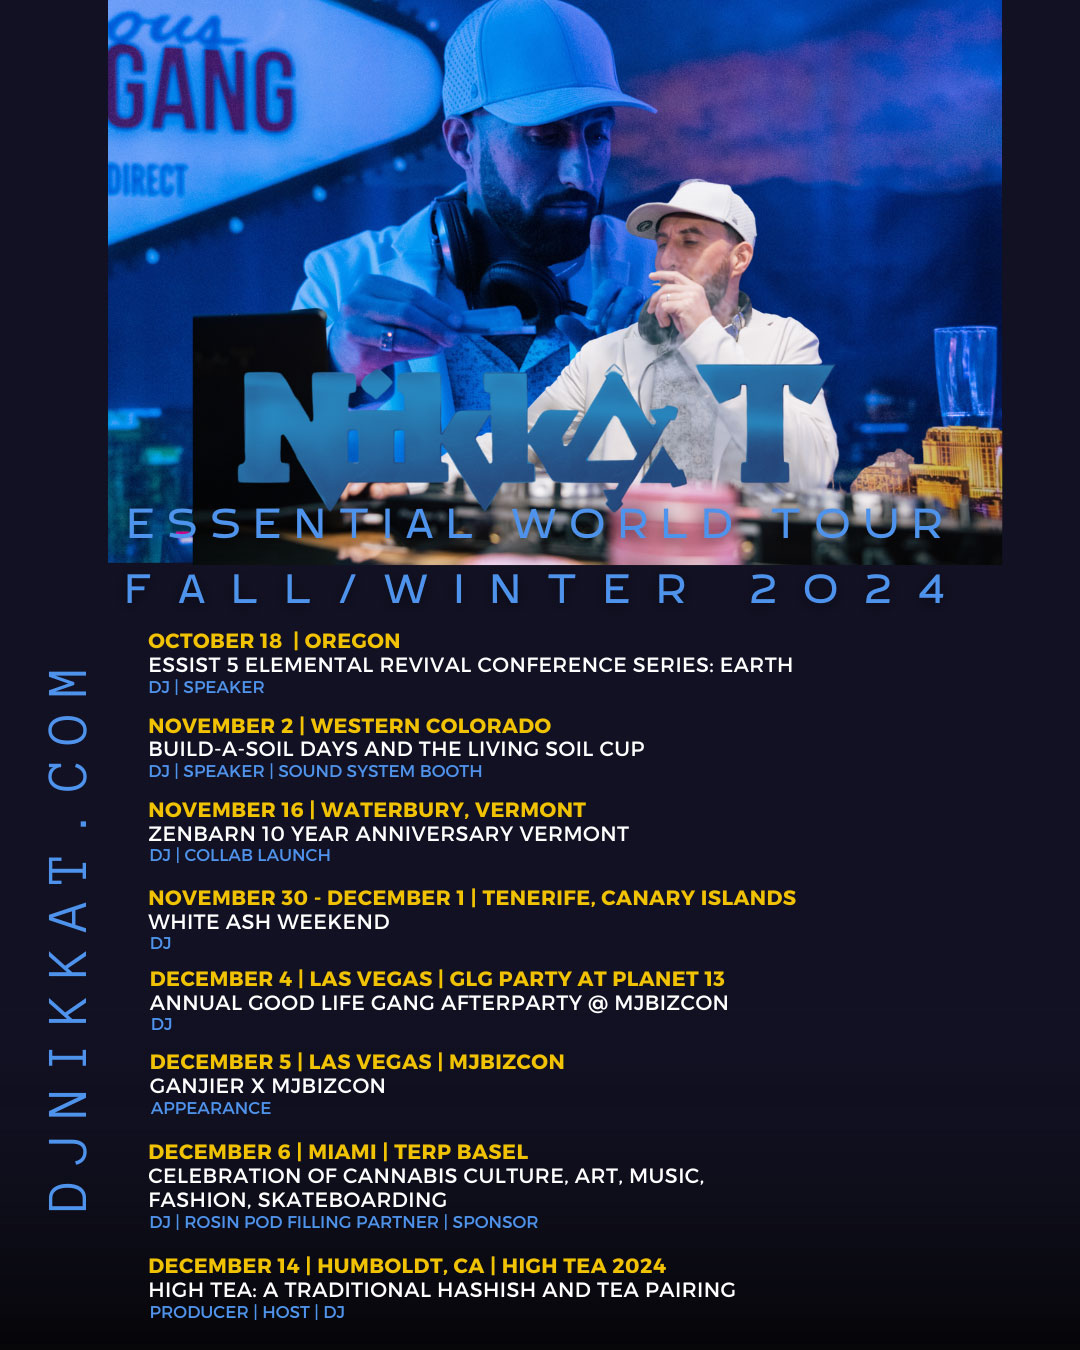 ous
GANG
DIRECT
NikkA T
ESSENTIAL WORLD TOUR
FALL/WINTER 2024
DJNIKKAT.COM
OCTOBER 18 | OREGON
ESSIST 5 ELEMENTAL REVIVAL CONFERENCE SERIES: EARTH
DJ | SPEAKER
NOVEMBER 2 | WESTERN COLORADO
BUILD-A-SOIL DAYS AND THE LIVING SOIL CUP
DJ | SPEAKER | SOUND SYSTEM BOOTH
NOVEMBER 16 | WATERBURY, VERMONT
ZENBARN 10 YEAR ANNIVERSARY VERMONT
DJ | COLLAB LAUNCH
NOVEMBER 30 - DECEMBER 1 | TENERIFE, CANARY ISLANDS
WHITE ASH WEEKEND
DJ
DECEMBER 4 | LAS VEGAS | GLG PARTY AT PLANET 13
ANNUAL GOOD LIFE GANG AFTERPARTY @ MJBIZCON
DJ
DECEMBER 5 | LAS VEGAS | MJBIZCON
GANJIER X MJBIZCON
APPEARANCE
DECEMBER 6 | MIAMI | TERP BASEL
CELEBRATION OF CANNABIS CULTURE, ART, MUSIC,
FASHION, SKATEBOARDING
DJ | ROSIN POD FILLING PARTNER | SPONSOR
DECEMBER 14 | HUMBOLDT, CA | HIGH TEA 2024
HIGH TEA: A TRADITIONAL HASHISH AND TEA PAIRING
PRODUCER | HOST | DJ